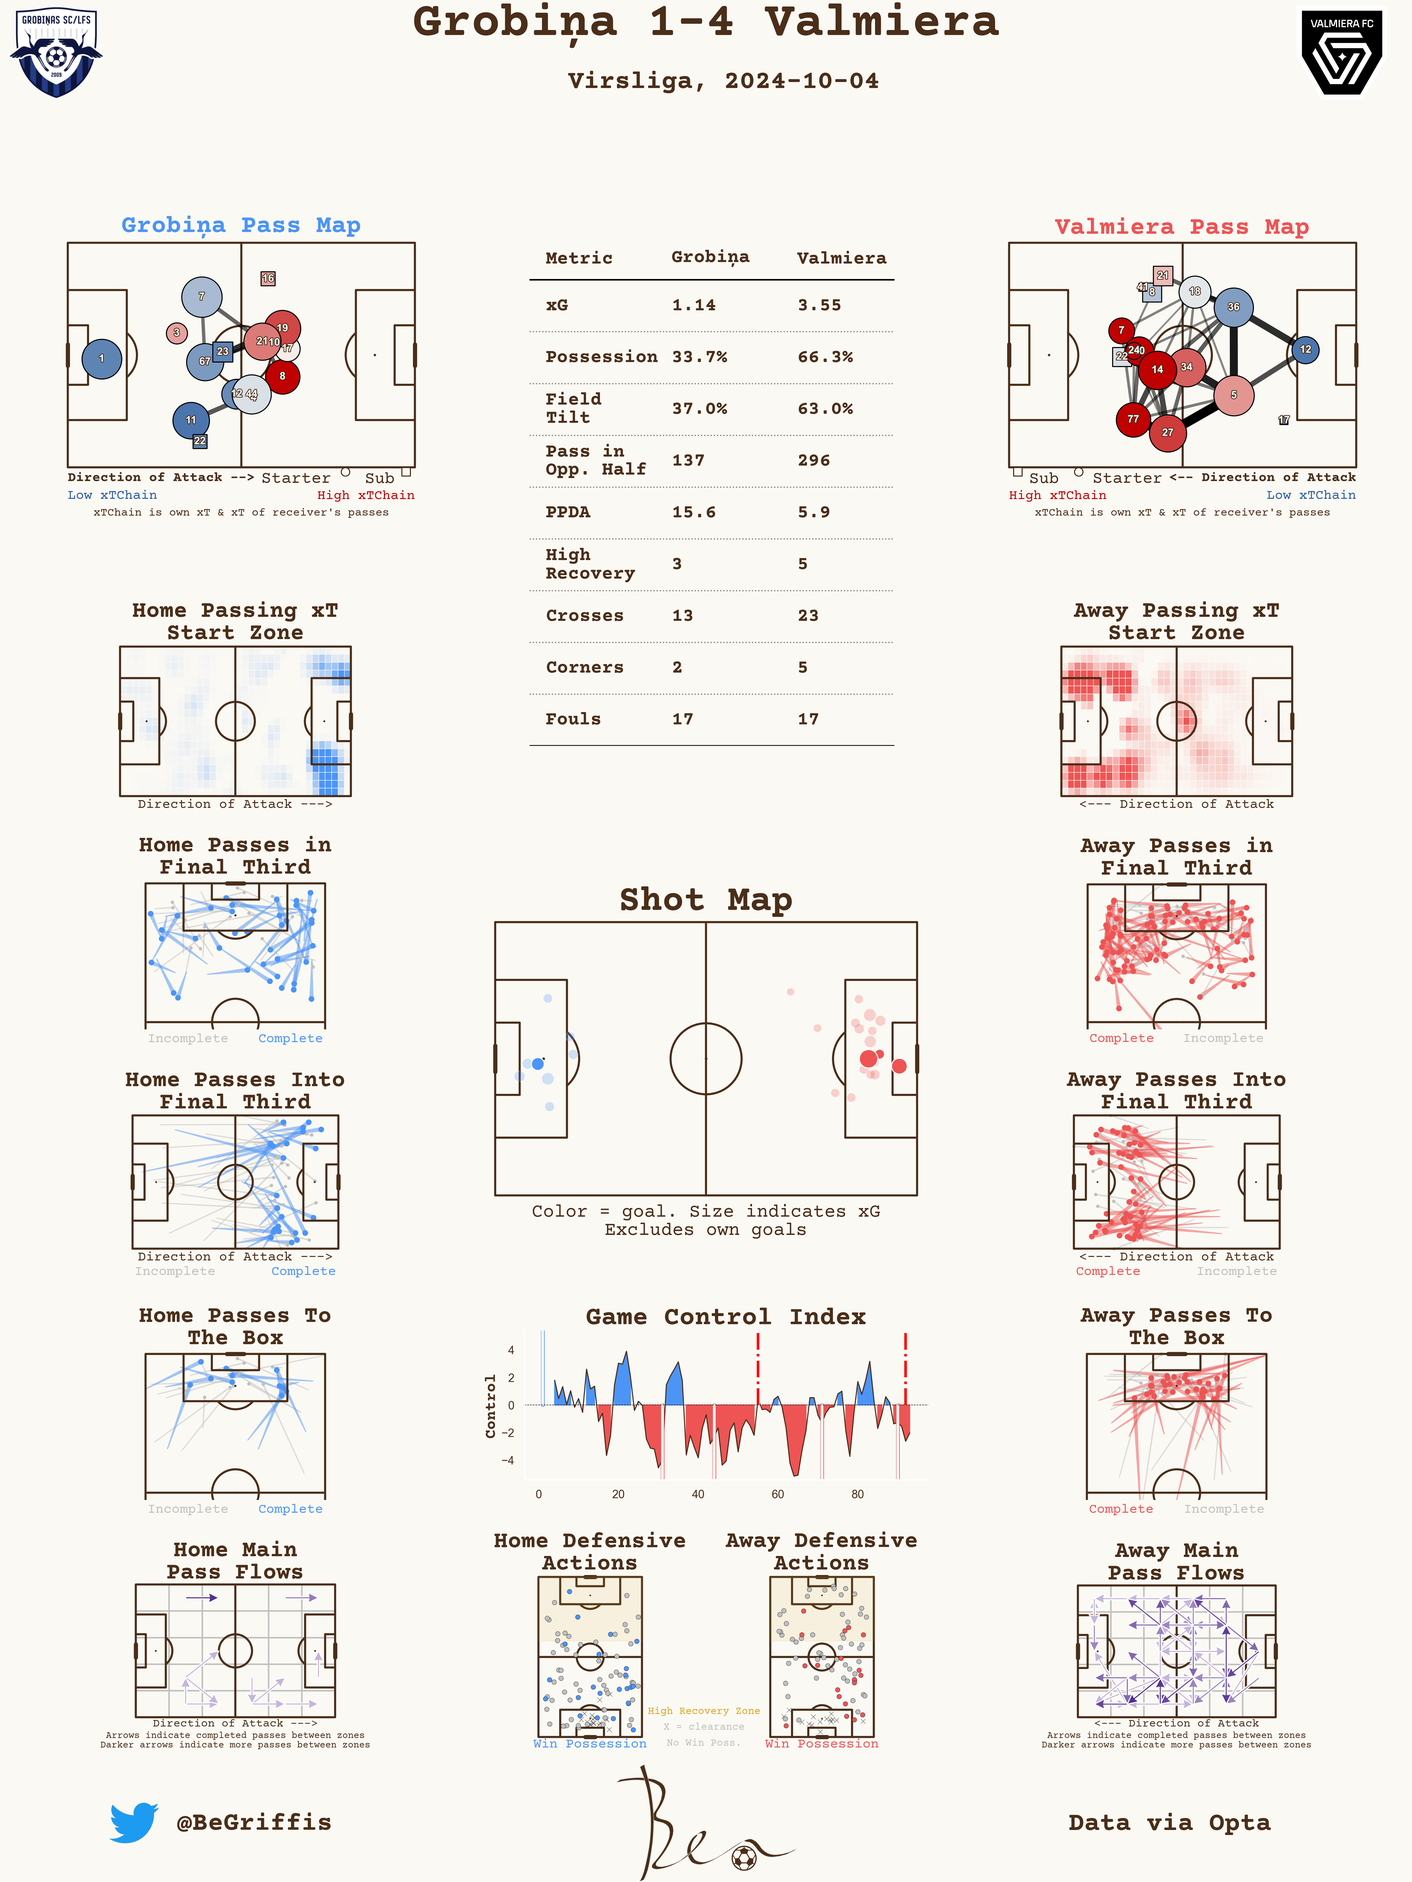 Grobiņa 1-4 Valmiera
Virsliga, 2024-10-04
GROBIŅAS SC/LFS
2009
VALMIERA FC
Grobiņa Pass Map
7
16
3
19
21
10
17
23
67
1
8
12
44
11
22
Direction of Attack --> Starter Sub
Low xTChain High xTChain
xTChain is own xT & xT of receiver's passes
Metric Grobiņa Valmiera
xG 1.14 3.55
Possession 33.7% 66.3%
Field
Tilt 37.0% 63.0%
Pass in
Opp. Half 137 296
PPDA 15.6 5.9
High
Recovery 3 5
Crosses 13 23
Corners 2 5
Fouls 17 17
Valmiera Pass Map
21
41
8
18
36
7
22
240
12
14
34
5
77
17
27
Sub Starter <-- Direction of Attack
High xTChain Low xTChain
xTChain is own xT & xT of receiver's passes
Home Passing xT
Start Zone
Direction of Attack --->
Away Passing xT
Start Zone
<--- Direction of Attack
Home Passes in
Final Third
Incomplete Complete
Away Passes in
Final Third
Complete Incomplete
Shot Map
Color = goal. Size indicates xG
Excludes own goals
Home Passes Into
Final Third
Direction of Attack --->
Incomplete Complete
Away Passes Into
Final Third
<--- Direction of Attack
Complete Incomplete
Home Passes To
The Box
Incomplete Complete
Game Control Index
Control
4
2
0
−2
−4
0 20 40 60 80
Away Passes To
The Box
Complete Incomplete
Home Main
Pass Flows
Direction of Attack --->
Arrows indicate completed passes between zones
Darker arrows indicate more passes between zones
Home Defensive
Actions
Win Possession
Away Defensive
Actions
Win Possession
High Recovery Zone
X = clearance
No Win Poss.
Away Main
Pass Flows
<--- Direction of Attack
Arrows indicate completed passes between zones
Darker arrows indicate more passes between zones
@BeGriffis
Ben
Data via Opta